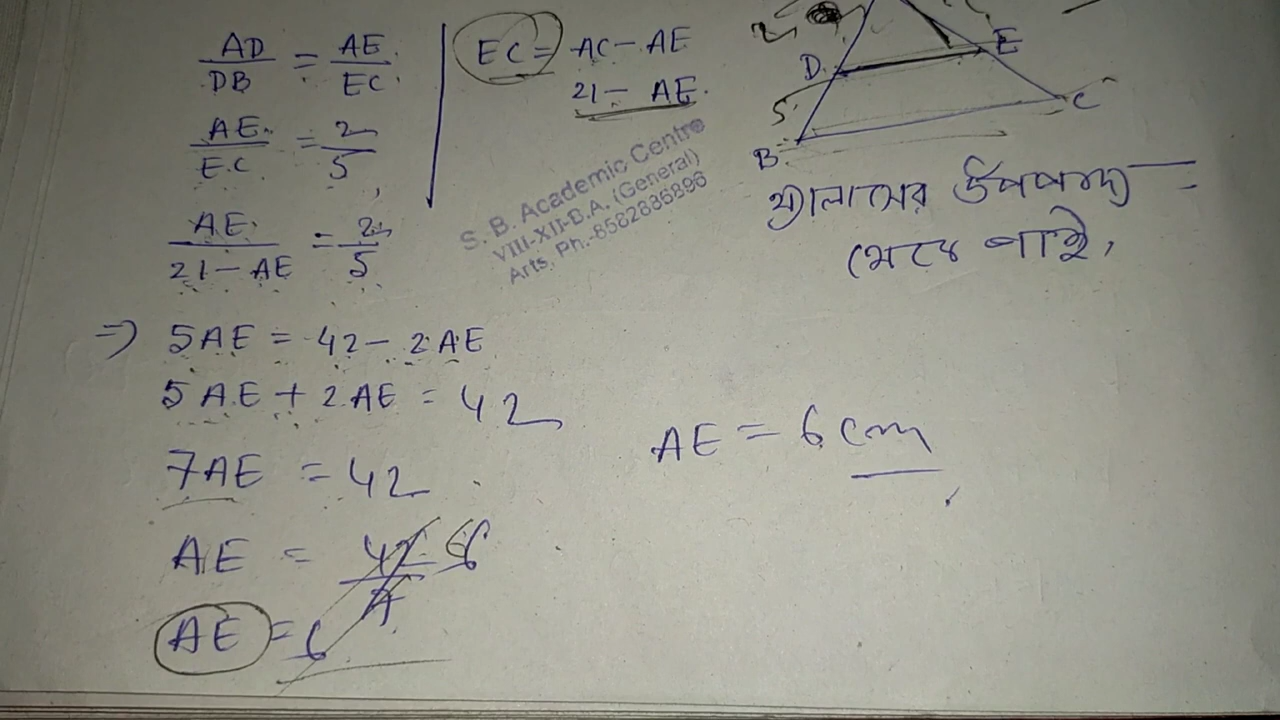 AD/DB = AE/EC
EC = AC - AE
21 - AE
AE/EC = 2/5
AE/21-AE = 2/5
⇒ 5AE = 42 - 2AE
5AE + 2AE = 42
7AE = 42
AE = 42/7 6
AE = 6
2
D
E
5
B
C
থ্যালাসের উপপাদ্য
থেকে পাই,
AE = 6 cm
S. B. Academic Centre
VIII-XII-B.A. (General)
Arts, Ph.-8582836896